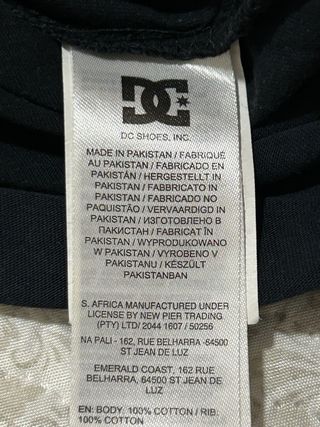 DC
DC SHOES, INC.
MADE IN PAKISTAN / FABRIQUÉ
AU PAKISTAN / FABRICADO EN
PAKISTÁN / HERGESTELLT IN
PAKISTAN / FABBRICATO IN
PAKISTAN / FABRICADO NO
PAQUISTÃO / VERVAARDIGD IN
PAKISTAN / ИЗГОТОВЛЕНО В
ПАКИСТАН / FABRICAT ÎN
PAKISTAN / WYPRODUKOWANO
W PAKISTAN / VYROBENO V
PAKISTANU / KÉSZÜLT
PAKISTANBAN
S. AFRICA MANUFACTURED UNDER
LICENSE BY NEW PIER TRADING
(PTY) LTD/ 2044 1607 / 50256
NA PALI - 162, RUE BELHARRA -64500
ST JEAN DE LUZ
EMERALD COAST, 162 RUE
BELHARRA, 64500 ST JEAN DE
LUZ
EN: BODY: 100% COTTON / RIB:
100% COTTON